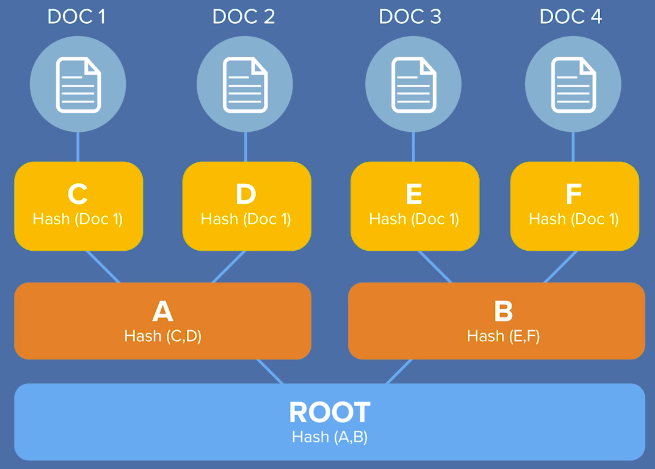 DOC 1
DOC 2
DOC 3
DOC 4
C
Hash (Doc 1)
D
Hash (Doc 1)
E
Hash (Doc 1)
F
Hash (Doc 1)
A
Hash (C,D)
B
Hash (E,F)
ROOT
Hash (A,B)